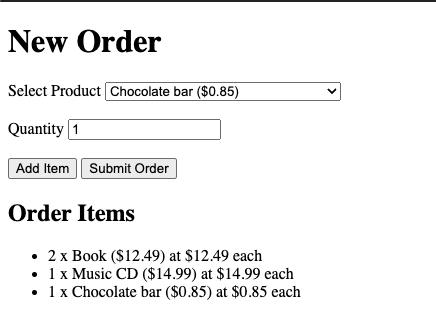 New Order
Select Product Chocolate bar ($0.85)
Quantity 1
Add Item Submit Order
Order Items
• 2 x Book ($12.49) at $12.49 each
• 1 x Music CD ($14.99) at $14.99 each
• 1 x Chocolate bar ($0.85) at $0.85 each